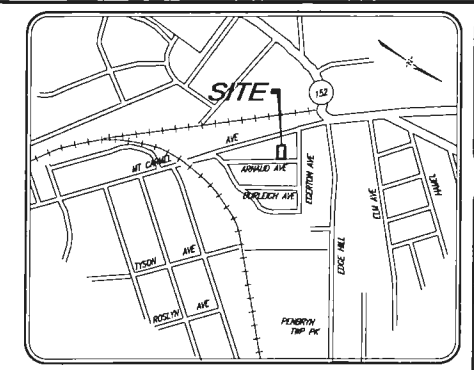 SITE
152
AVE
MT CARMEL
ARNAUD AVE
BURLEIGH AVE
EGERTON AVE
EDGE HILL
ELM AVE
HAMEL
TYSON AVE
ROSLYN AVE
PENBRYN
TWP PK